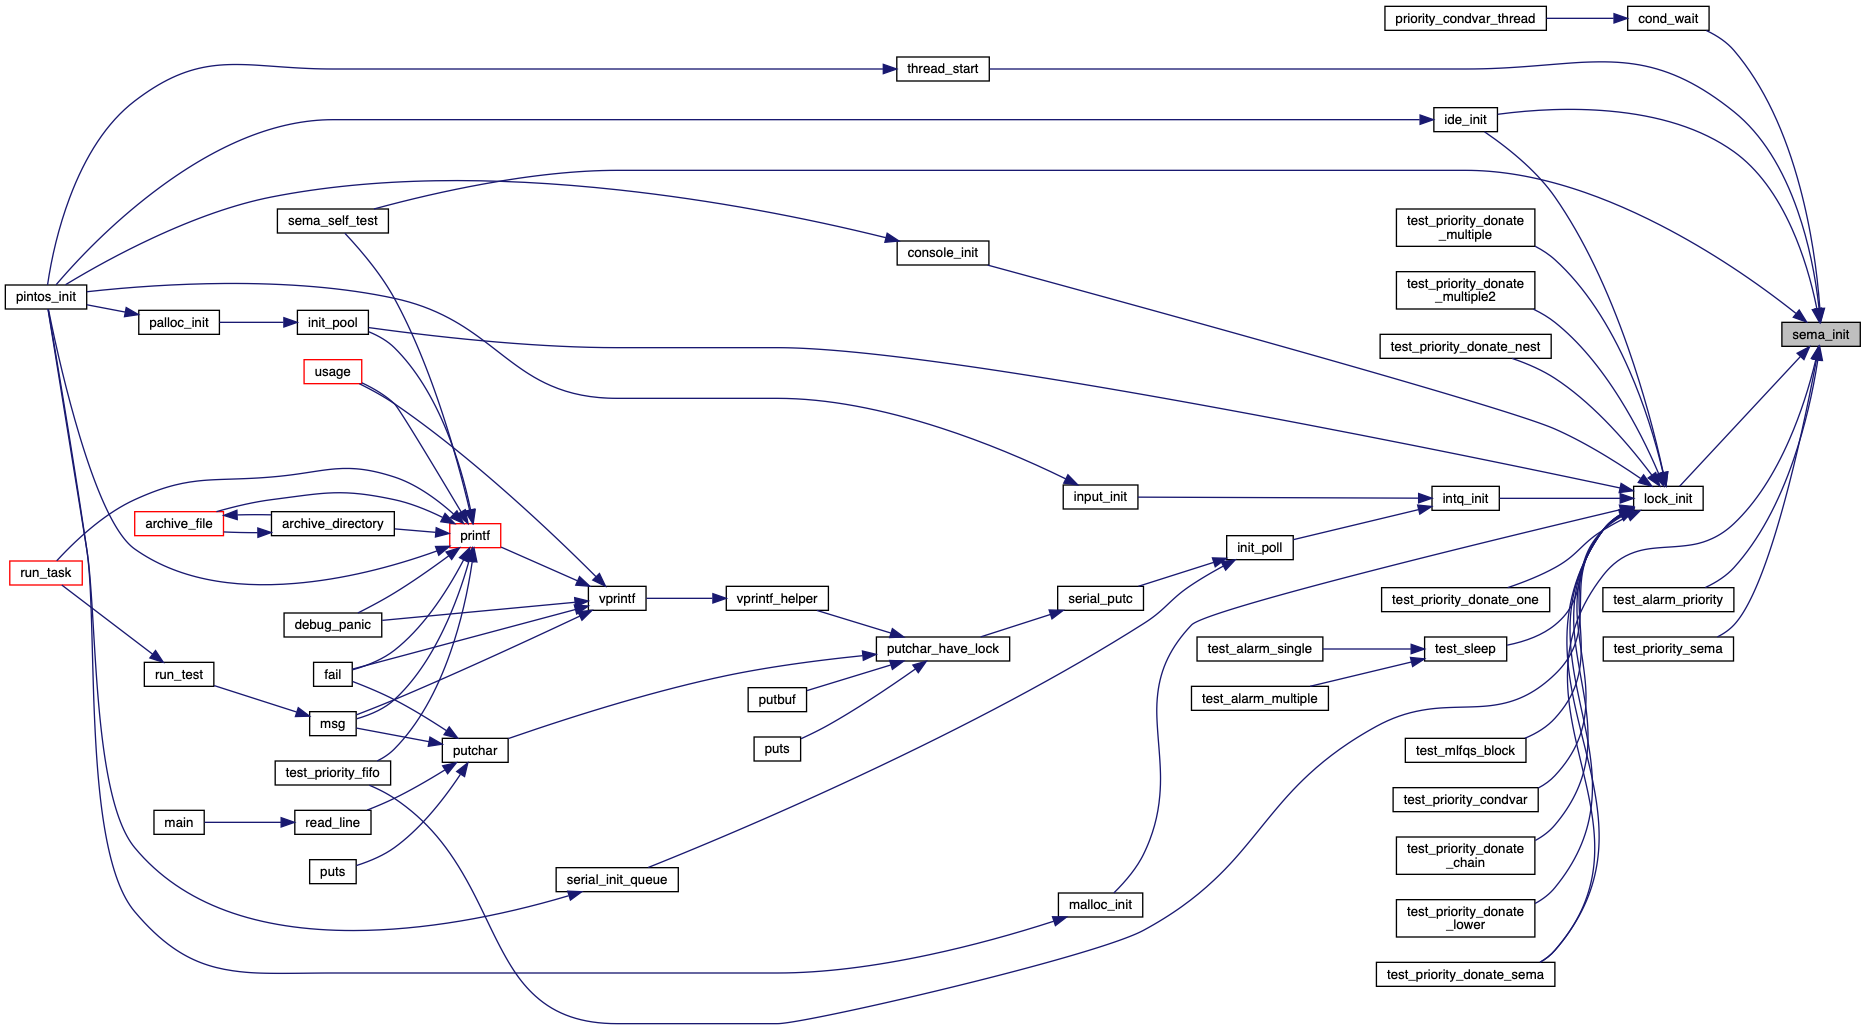 priority_condvar_thread
cond_wait
thread_start
ide_init
sema_self_test
test_priority_donate
_multiple
console_init
test_priority_donate
_multiple2
pintos_init
palloc_init
init_pool
sema_init
test_priority_donate_nest
usage
input_init
intq_init
lock_init
archive_file
archive_directory
printf
init_poll
run_task
vprintf
vprintf_helper
serial_putc
test_priority_donate_one
test_alarm_priority
debug_panic
putchar_have_lock
test_alarm_single
test_sleep
test_priority_sema
run_test
fail
putbuf
test_alarm_multiple
msg
putchar
puts
test_mlfqs_block
test_priority_fifo
test_priority_condvar
main
read_line
test_priority_donate
_chain
puts
serial_init_queue
malloc_init
test_priority_donate
_lower
test_priority_donate_sema